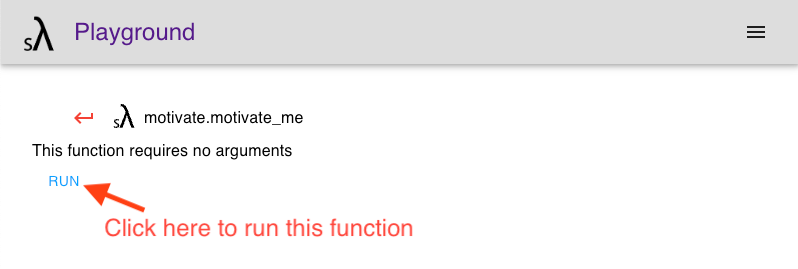 sλ Playground
sλ motivate.motivate_me
This function requires no arguments
RUN
Click here to run this function